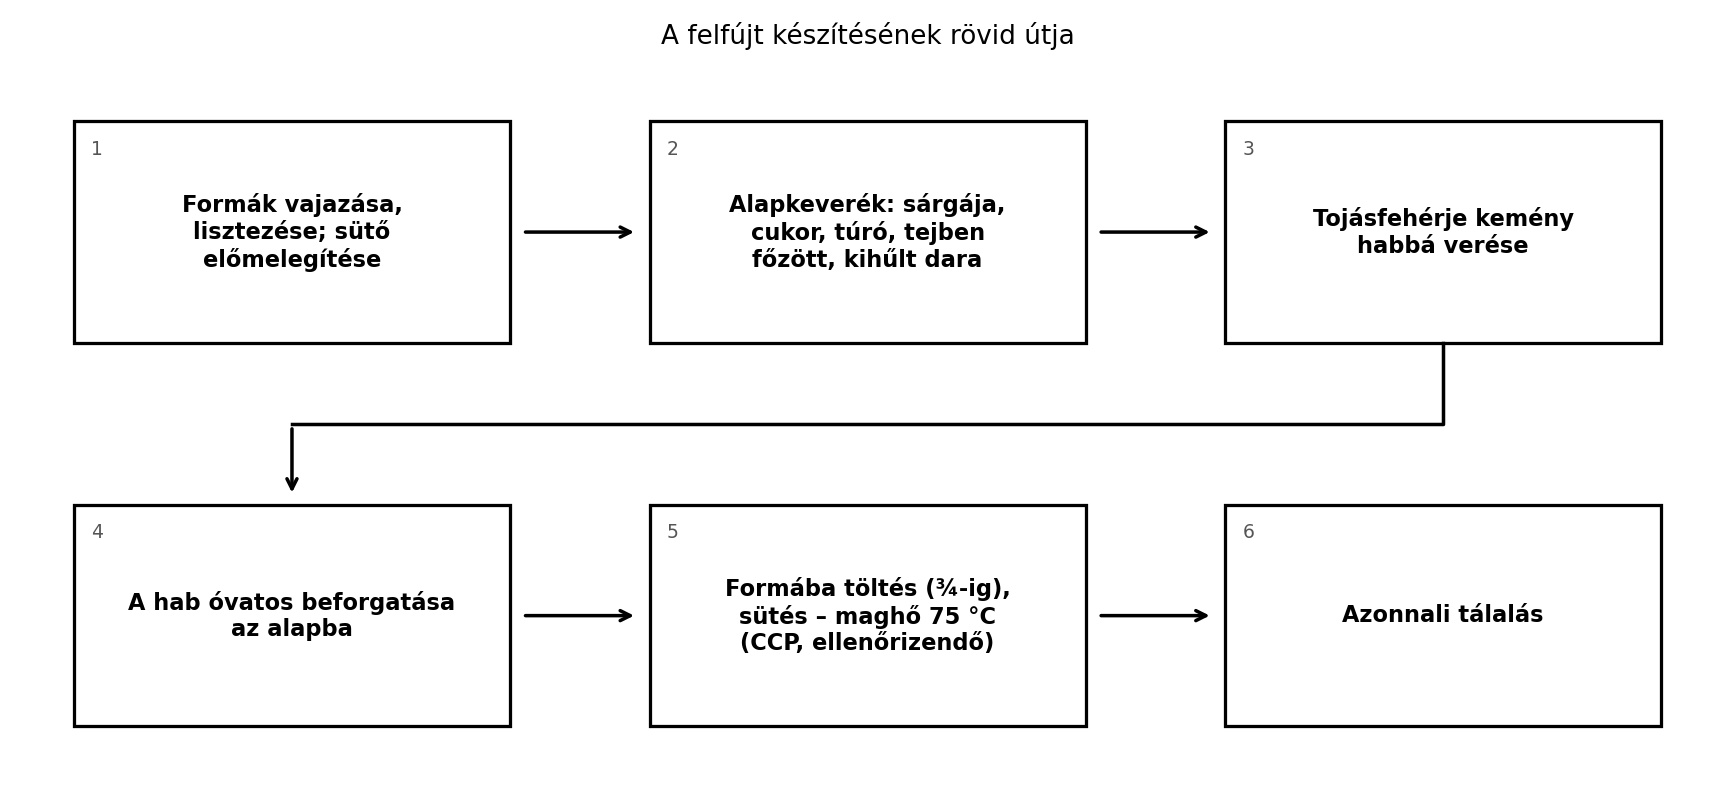 A felfújt készítésének rövid útja
1
Formák vajazása,
lisztezése; sütő
előmelegítése
2
Alapkeverék: sárgája,
cukor, túró, tejben
főzött, kihűlt dara
3
Tojásfehérje kemény
habbá verése
4
A hab óvatos beforgatása
az alapba
5
Formába töltés (¾-ig),
sütés – maghő 75 °C
(CCP, ellenőrizendő)
6
Azonnali tálalás